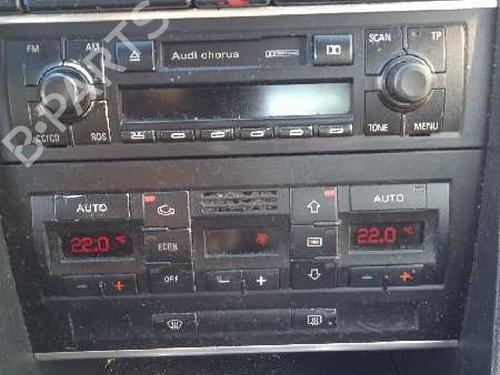 FM AM Audi chorus SCAN TP
CC/CD RDS TONE MENU
AUTO AUTO
22.0 °C ECON 22.0 °C
OFF
B-PARTS